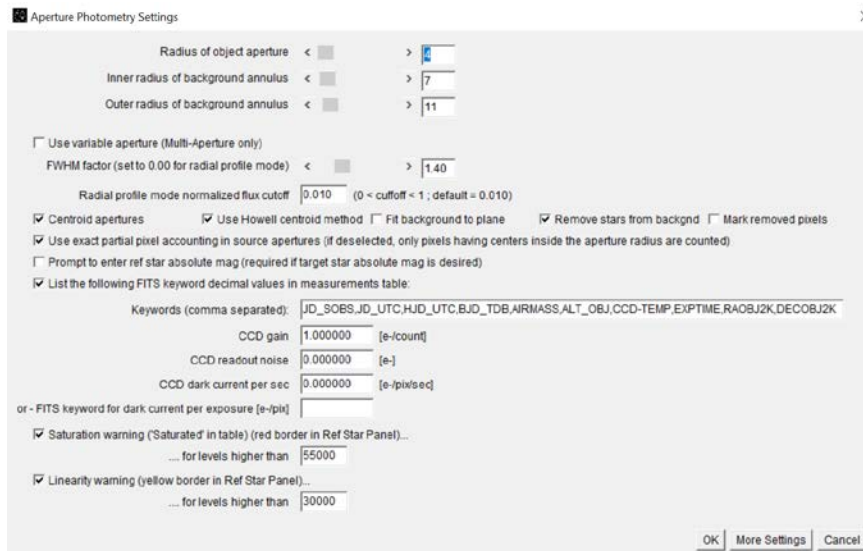 Aperture Photometry Settings
Radius of object aperture < > 4
Inner radius of background annulus < > 7
Outer radius of background annulus < > 11
Use variable aperture (Multi-Aperture only)
FWHM factor (set to 0.00 for radial profile mode) < > 1.40
Radial profile mode normalized flux cutoff 0.010 (0 < cuffoff < 1 ; default = 0.010)
Centroid apertures Use Howell centroid method Fit background to plane Remove stars from backgnd Mark removed pixels
Use exact partial pixel accounting in source apertures (if deselected, only pixels having centers inside the aperture radius are counted)
Prompt to enter ref star absolute mag (required if target star absolute mag is desired)
List the following FITS keyword decimal values in measurements table:
Keywords (comma separated): JD_SOBS,JD_UTC,HJD_UTC,BJD_TDB,AIRMASS,ALT_OBJ,CCD-TEMP,EXPTIME,RAOBJ2K,DECOBJ2K
CCD gain 1.000000 [e-/count]
CCD readout noise 0.000000 [e-]
CCD dark current per sec 0.000000 [e-/pix/sec]
or - FITS keyword for dark current per exposure [e-/pix]
Saturation warning ('Saturated' in table) (red border in Ref Star Panel)...
.... for levels higher than 55000
Linearity warning (yellow border in Ref Star Panel)...
.... for levels higher than 30000
OK More Settings Cancel